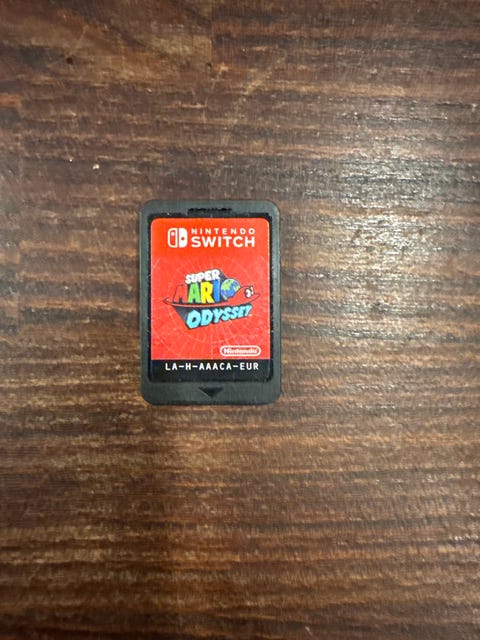 NINTENDO
SWITCH
SUPER
MARIO
ODYSSEY
Nintendo
LA-H-AAACA-EUR